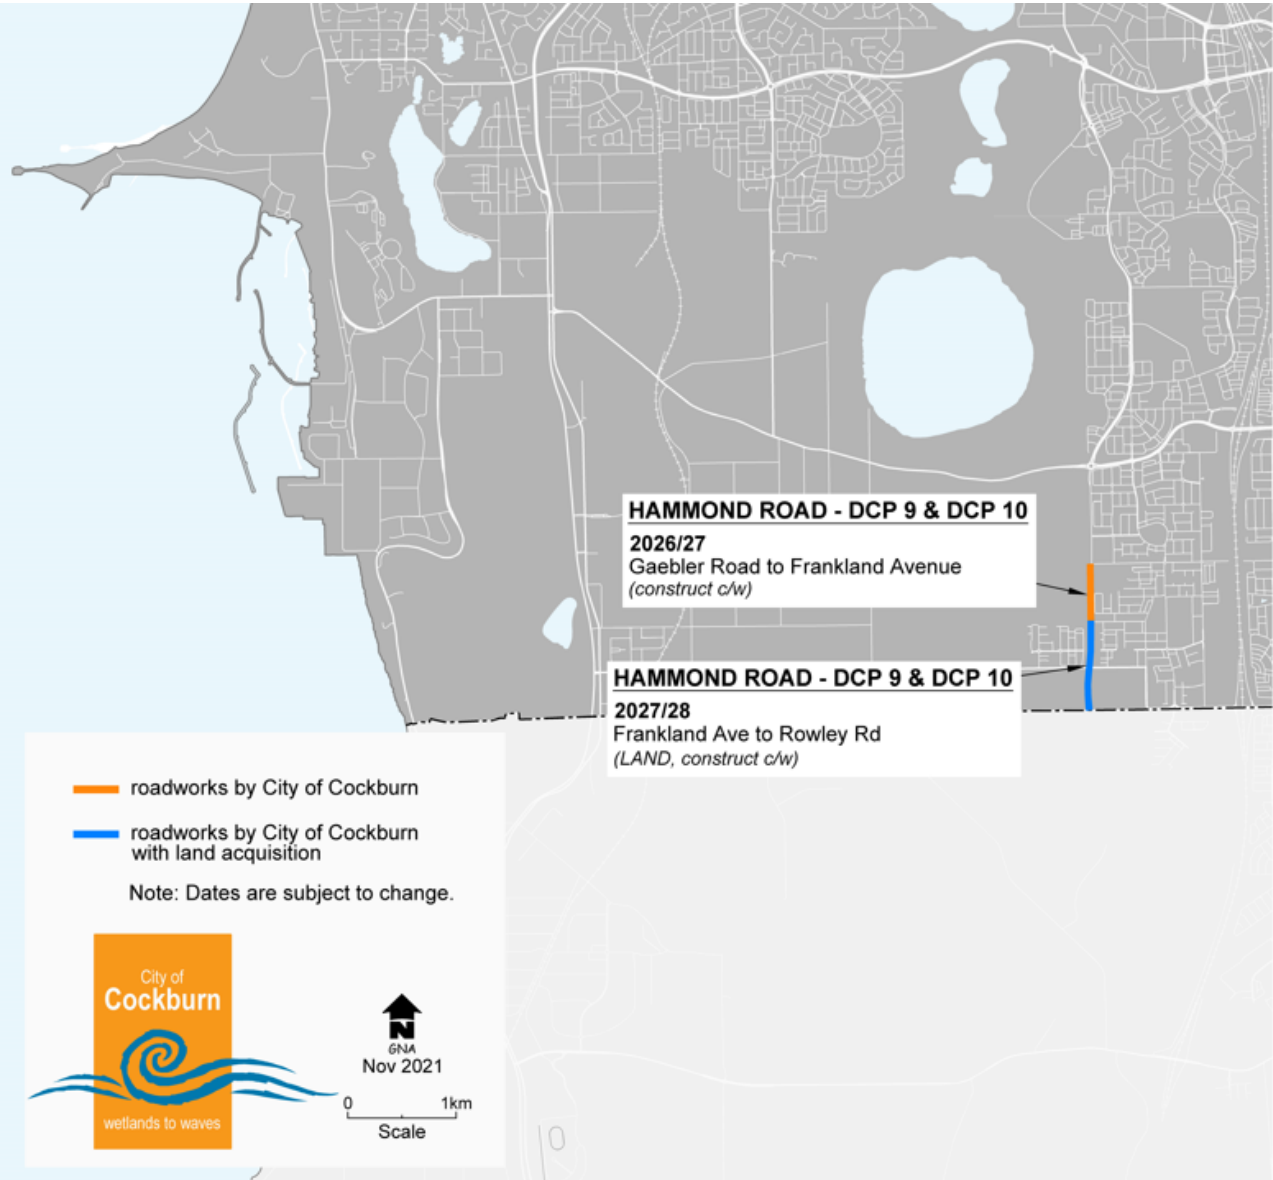 HAMMOND ROAD - DCP 9 & DCP 10
2026/27
Gaebler Road to Frankland Avenue
(construct c/w)
HAMMOND ROAD - DCP 9 & DCP 10
2027/28
Frankland Ave to Rowley Rd
(LAND, construct c/w)
roadworks by City of Cockburn
roadworks by City of Cockburn
with land acquisition
Note: Dates are subject to change.
City of
Cockburn
wetlands to waves
N
GNA
Nov 2021
0 1km
Scale